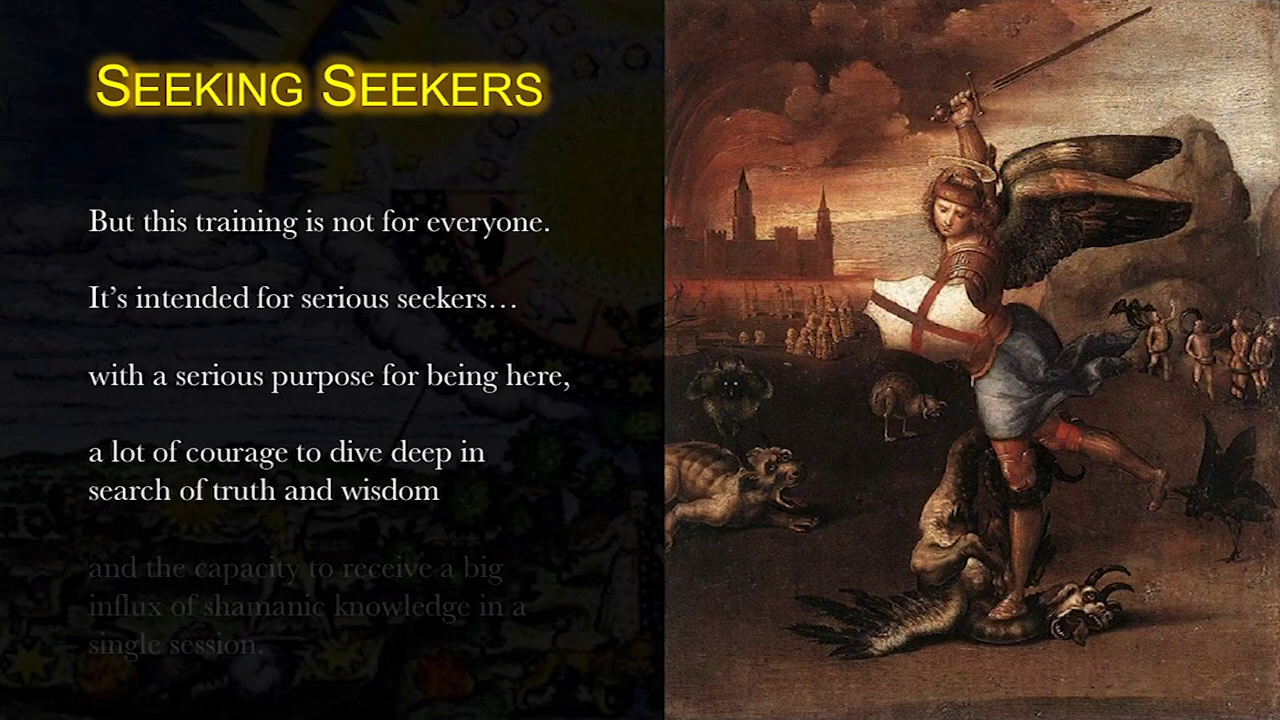 SEEKING SEEKERS
But this training is not for everyone.
It’s intended for serious seekers…
with a serious purpose for being here,
a lot of courage to dive deep in
search of truth and wisdom
and the capacity to receive a big
influx of shamanic knowledge in a
single session.